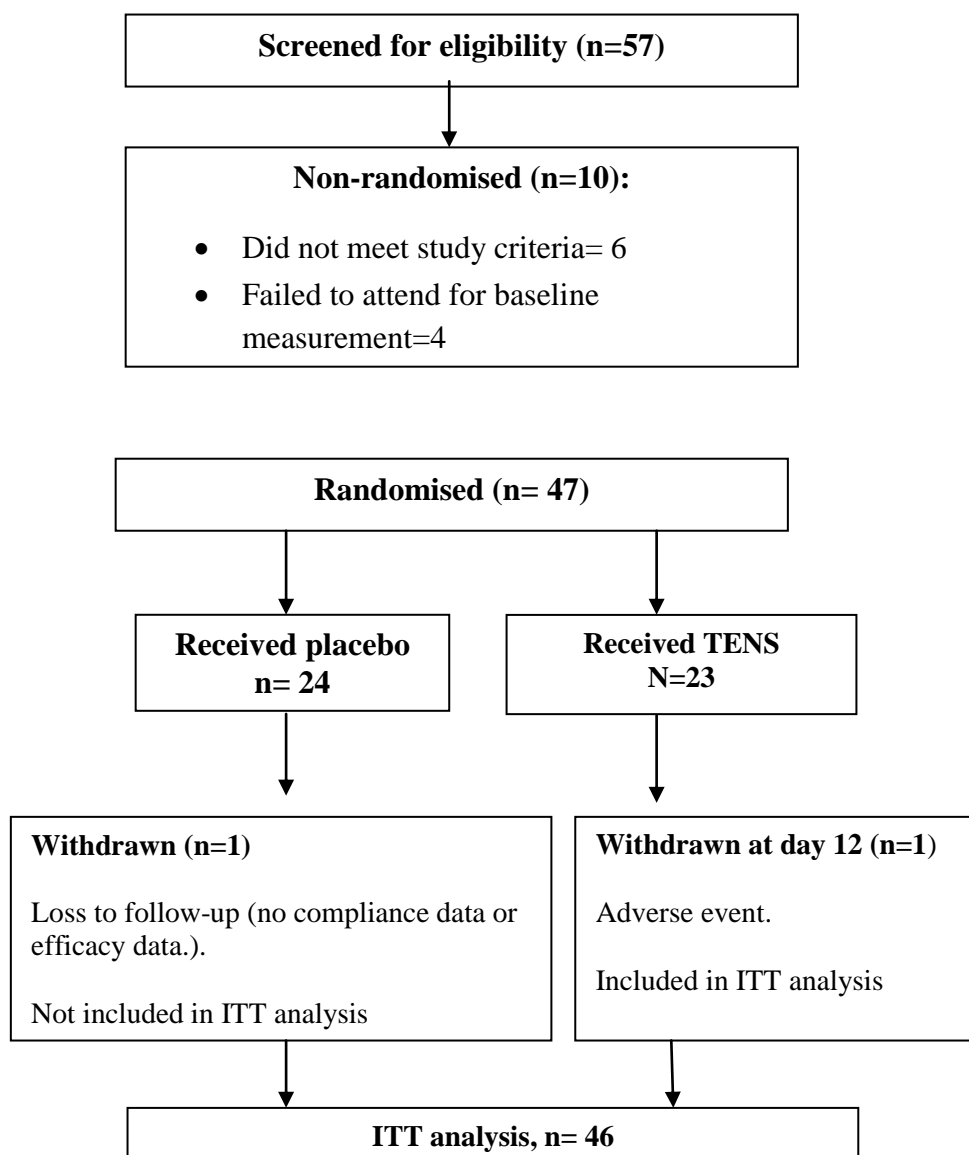 Screened for eligibility (n=57)
Non-randomised (n=10):
• Did not meet study criteria= 6
• Failed to attend for baseline
measurement=4
Randomised (n= 47)
Received placebo
n= 24
Received TENS
N=23
Withdrawn (n=1)
Loss to follow-up (no compliance data or
efficacy data.).
Not included in ITT analysis
Withdrawn at day 12 (n=1)
Adverse event.
Included in ITT analysis
ITT analysis, n= 46